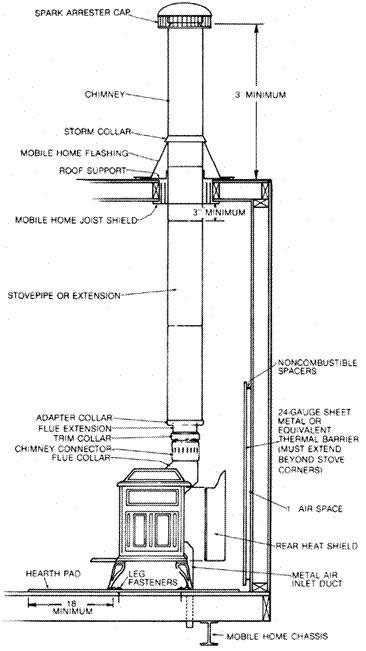 SPARK ARRESTER CAP
CHIMNEY
3' MINIMUM
STORM COLLAR
MOBILE HOME FLASHING
ROOF SUPPORT
MOBILE HOME JOIST SHIELD
3" MINIMUM
STOVEPIPE OR EXTENSION
NONCOMBUSTIBLE
SPACERS
24-GAUGE SHEET
METAL OR
EQUIVALENT
THERMAL BARRIER
(MUST EXTEND
BEYOND STOVE
CORNERS)
ADAPTER COLLAR
FLUE EXTENSION
TRIM COLLAR
CHIMNEY CONNECTOR
FLUE COLLAR
1 AIR SPACE
REAR HEAT SHIELD
HEARTH PAD
LEG
FASTENERS
METAL AIR
INLET DUCT
18
MINIMUM
MOBILE HOME CHASSIS